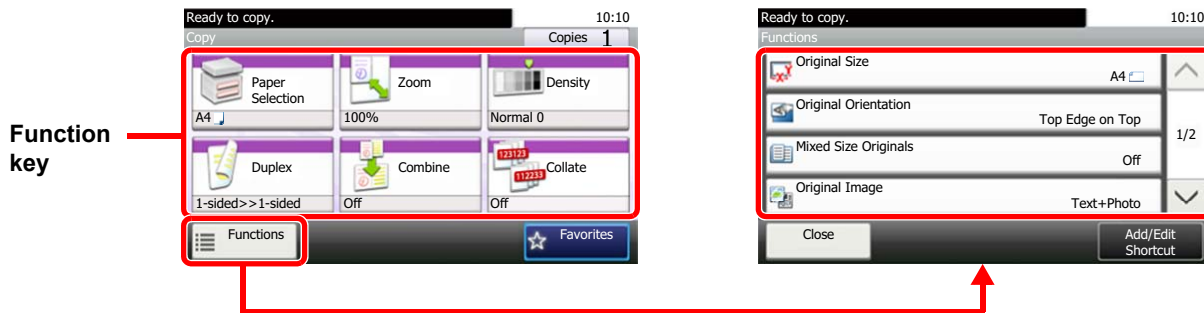 Function
key
Ready to copy.
10:10
Copy
Copies 1
Paper
Selection
A4
Zoom
100%
Density
Normal 0
Duplex
1-sided>>1-sided
123123
112233
Combine
Off
Collate
Off
Functions
Favorites
Ready to copy.
10:10
Functions
Original Size
A4
Original Orientation
Top Edge on Top
Mixed Size Originals
Off
Original Image
Text+Photo
1/2
Close
Add/Edit
Shortcut